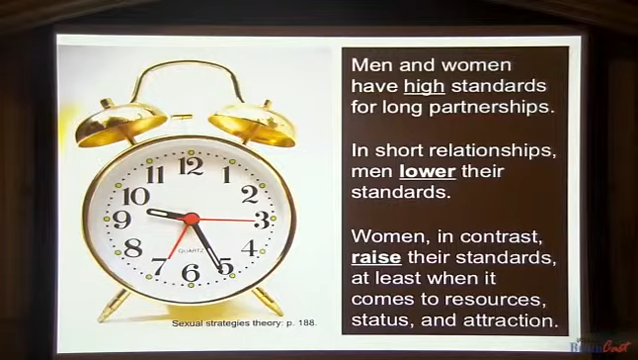 Men and women
have high standards
for long partnerships.
In short relationships,
men lower their
standards.
Women, in contrast,
raise their standards,
at least when it
comes to resources,
status, and attraction.
12
1
2
3
4
5
6
7
8
9
10
11
QUARTZ
Sexual strategies theory: p. 188.